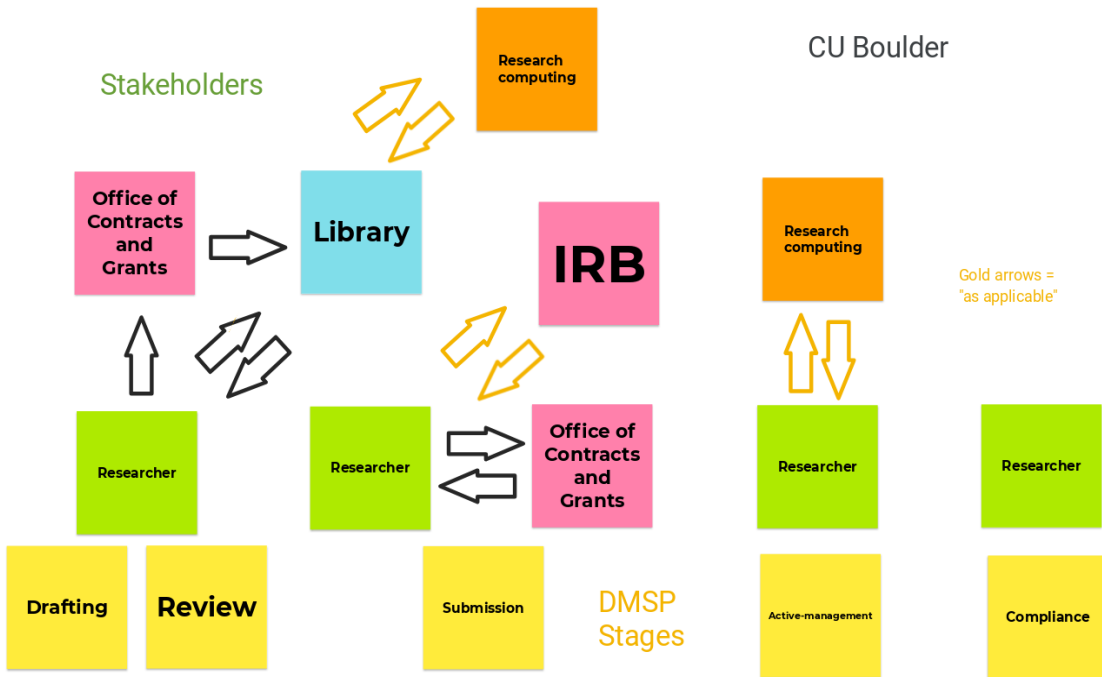 CU Boulder
Stakeholders
Research
computing
Office of
Contracts
and
Grants
Library
IRB
Research
computing
Gold arrows =
"as applicable"
Researcher
Researcher
Office of
Contracts
and
Grants
Researcher
Researcher
Drafting
Review
Submission
DMSP
Stages
Active-management
Compliance